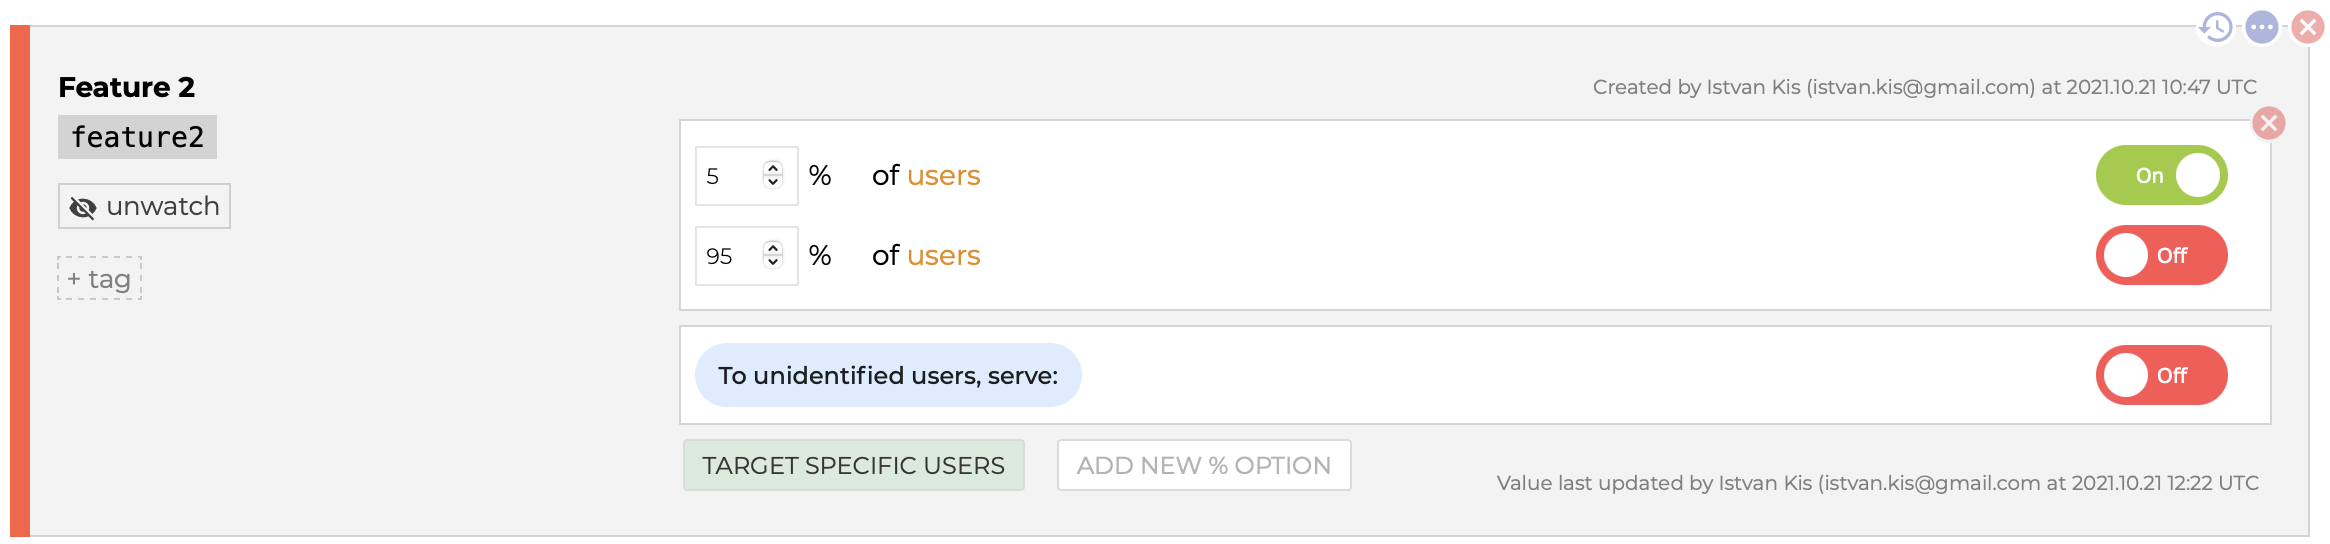 Feature 2
Created by Istvan Kis (istvan.kis@gmail.com) at 2021.10.21 10:47 UTC
feature2
unwatch
+ tag
5 % of users On
95 % of users Off
To unidentified users, serve: Off
TARGET SPECIFIC USERS ADD NEW % OPTION
Value last updated by Istvan Kis (istvan.kis@gmail.com at 2021.10.21 12:22 UTC